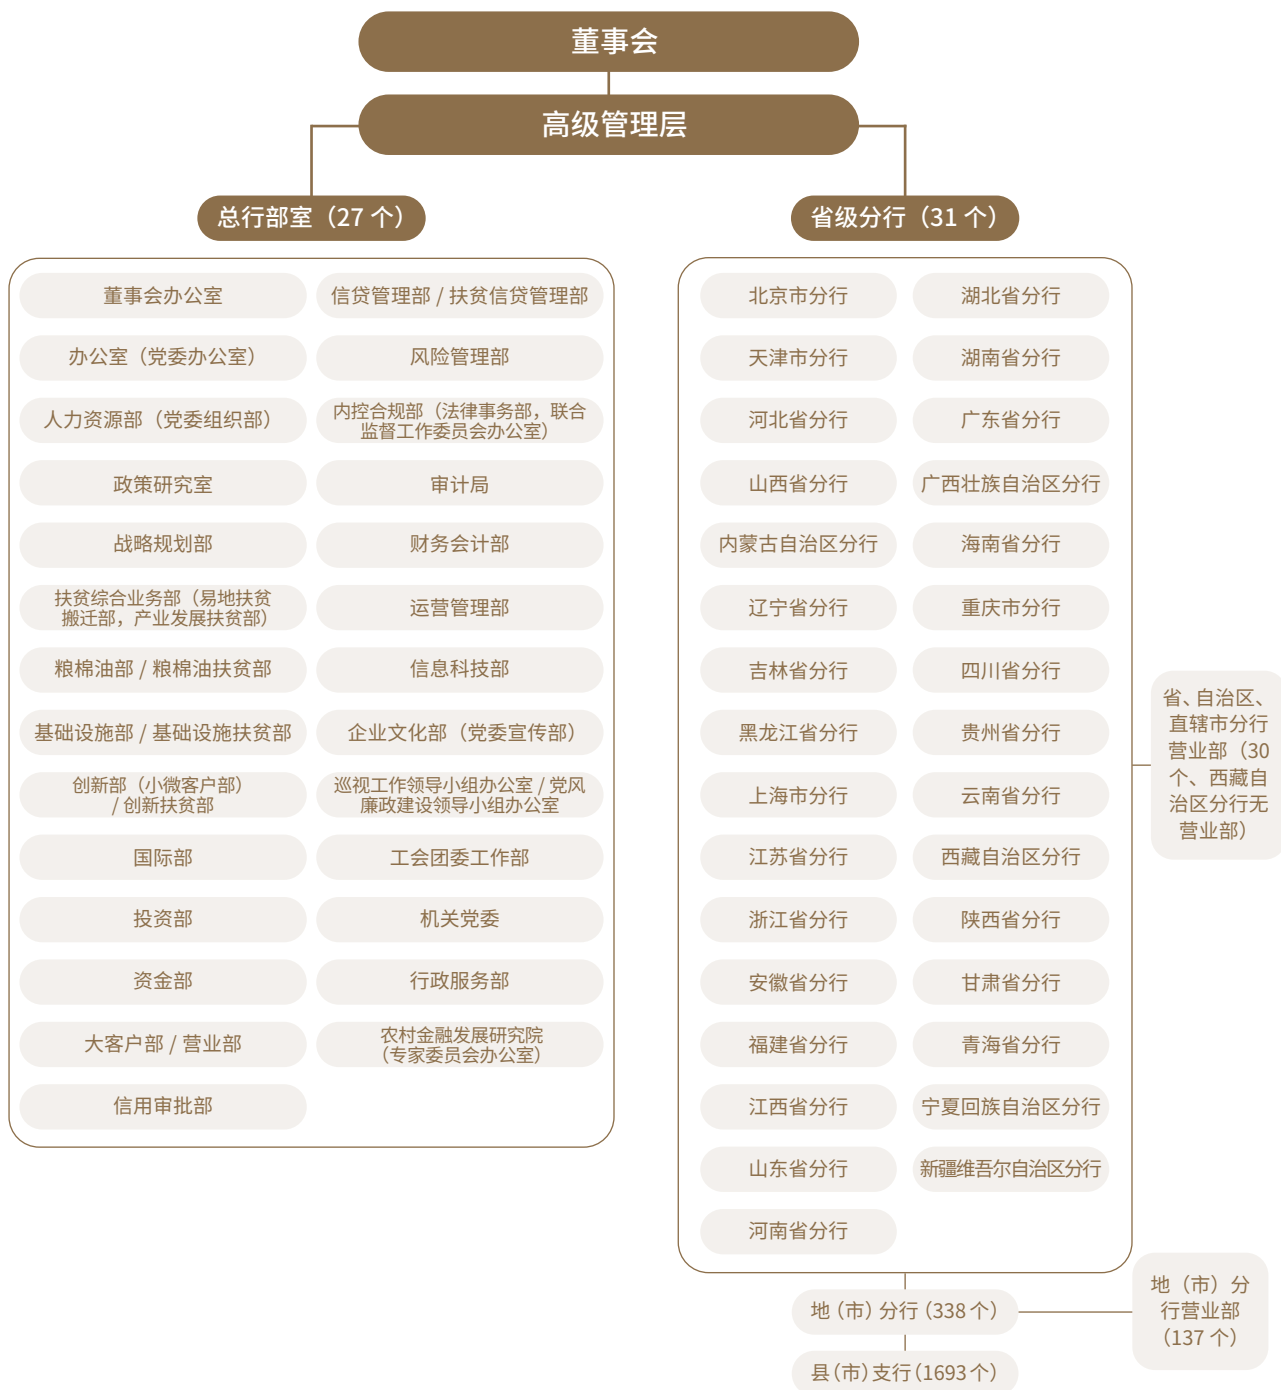 董事会
高级管理层
总行部室（27 个）
董事会办公室
办公室（党委办公室）
人力资源部（党委组织部）
政策研究室
战略规划部
扶贫综合业务部（易地扶贫
搬迁部，产业发展扶贫部）
粮棉油部 / 粮棉油扶贫部
基础设施部 / 基础设施扶贫部
创新部（小微客户部）
/ 创新扶贫部
国际部
投资部
资金部
大客户部 / 营业部
信用审批部
信贷管理部 / 扶贫信贷管理部
风险管理部
内控合规部（法律事务部，联合
监督工作委员会办公室）
审计局
财务会计部
运营管理部
信息科技部
企业文化部（党委宣传部）
巡视工作领导小组办公室 / 党风
廉政建设领导小组办公室
工会团委工作部
机关党委
行政服务部
农村金融发展研究院
（专家委员会办公室）
省级分行（31 个）
北京市分行
天津市分行
河北省分行
山西省分行
内蒙古自治区分行
辽宁省分行
吉林省分行
黑龙江省分行
上海市分行
江苏省分行
浙江省分行
安徽省分行
福建省分行
江西省分行
山东省分行
河南省分行
湖北省分行
湖南省分行
广东省分行
广西壮族自治区分行
海南省分行
重庆市分行
四川省分行
贵州省分行
云南省分行
西藏自治区分行
陕西省分行
甘肃省分行
青海省分行
宁夏回族自治区分行
新疆维吾尔自治区分行
省、自治区、
直辖市分行
营业部（30
个、西藏自
治区分行无
营业部）
地（市）分行（338 个）
地（市）分
行营业部
（137 个）
县（市）支行（1693 个）